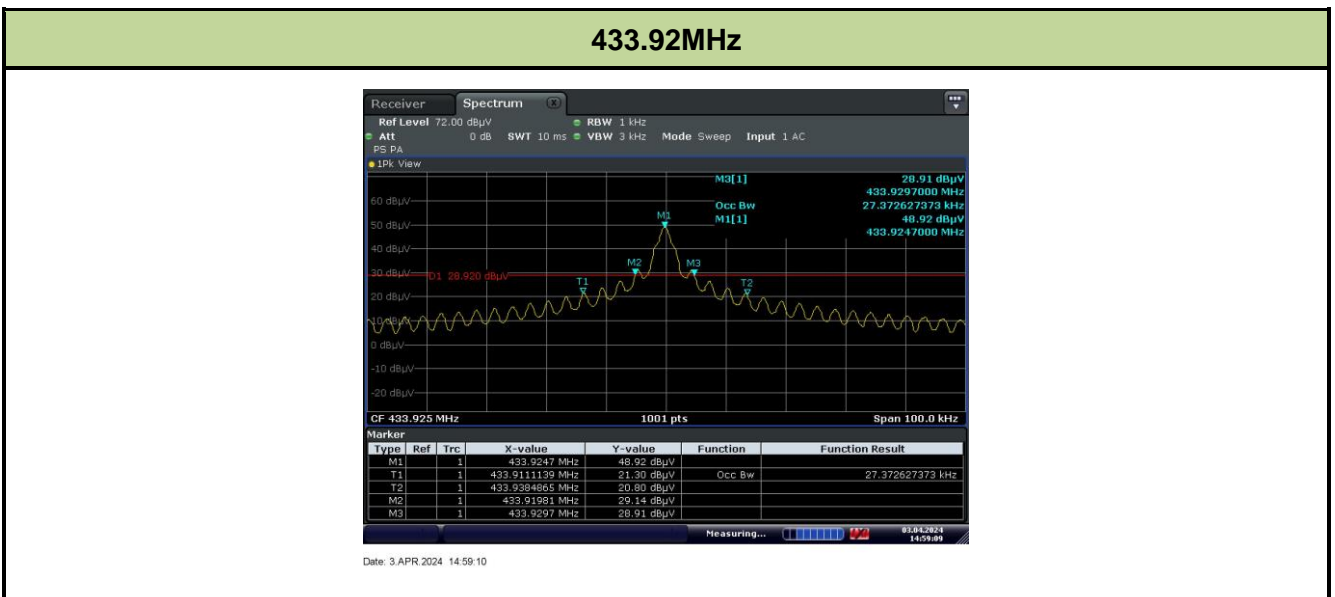 433.92MHz
Receiver Spectrum
Ref Level 72.00 dBµV RBW 1 kHz
Att 0 dB SWT 10 ms VBW 3 kHz Mode Sweep Input 1 AC
PS PA
1Pk View
M3[1] 28.91 dBµV
433.9297000 MHz
Occ Bw 27.372627373 kHz
M1[1] 48.92 dBµV
433.9247000 MHz
60 dBµV
50 dBµV
40 dBµV
30 dBµV
20 dBµV
10 dBµV
0 dBµV
-10 dBµV
-20 dBµV
D1 28.920 dBµV
M1
M2 M3
T1 T2
CF 433.925 MHz 1001 pts Span 100.0 kHz
Marker
Type Ref Trc X-value Y-value Function Function Result
M1 1 433.9247 MHz 48.92 dBµV
T1 1 433.9111139 MHz 21.30 dBµV Occ Bw 27.372627373 kHz
T2 1 433.9384865 MHz 20.80 dBµV
M2 1 433.91981 MHz 29.14 dBµV
M3 1 433.9297 MHz 28.91 dBµV
Measuring... 03.04.2024
14:59:09
Date: 3.APR.2024 14:59:10